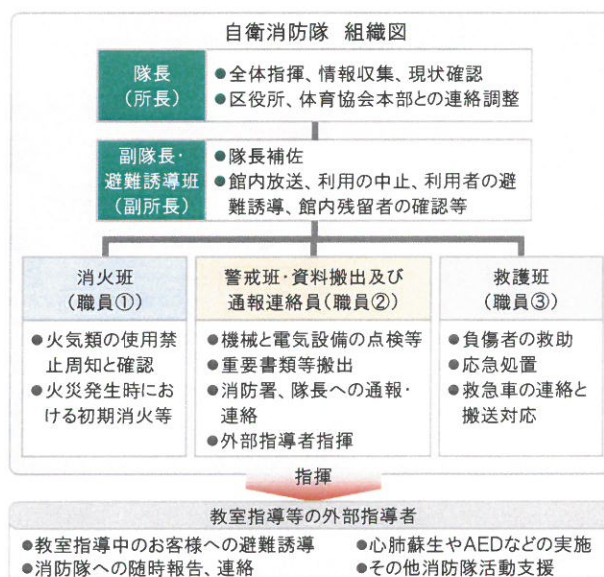 自衛消防隊 組織図
隊長
(所長)
●全体指揮、情報収集、現状確認
●区役所、体育協会本部との連絡調整
副隊長・
避難誘導班
(副所長)
●隊長補佐
●館内放送、利用の中止、利用者の避
難誘導、館内残留者の確認等
消火班
(職員①)
●火気類の使用禁
止周知と確認
●火災発生時にお
ける初期消火等
警戒班・資料搬出及び
通報連絡員(職員②)
●機械と電気設備の点検等
●重要書類等搬出
●消防署、隊長への通報・
連絡
●外部指導者指揮
救護班
(職員③)
●負傷者の救助
●応急処置
●救急車の連絡と
搬送対応
指揮
教室指導等の外部指導者
●教室指導中のお客様への避難誘導
●消防隊への随時報告、連絡
●心肺蘇生やAEDなどの実施
●その他消防隊活動支援